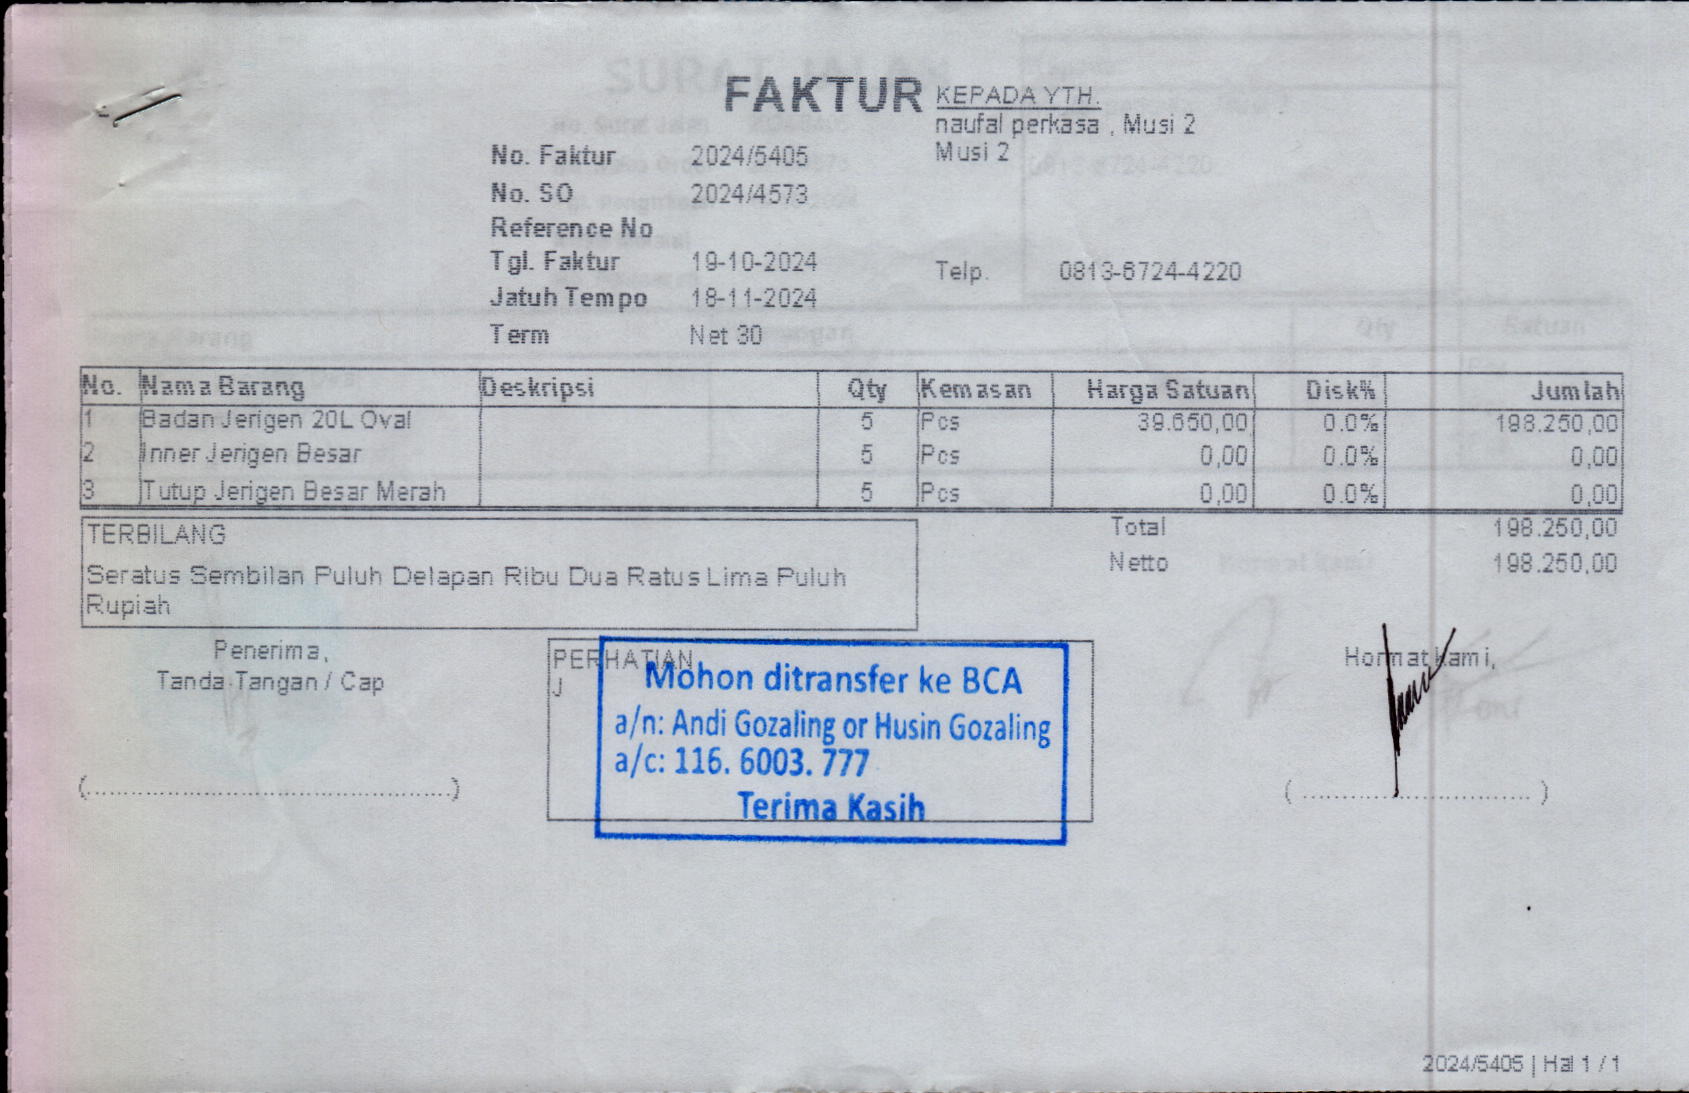 FAKTUR
KEPADA YTH.
naufal perkasa , Musi 2
Musi 2
No. Faktur 2024/5405
No. SO 2024/4573
Reference No
Tgl. Faktur 19-10-2024
Telp. 0813-6724-4220
Jatuh Tempo 18-11-2024
Term Net 30
No. Nama Barang Deskripsi Qty Kemasan Harga Satuan Disk% Jumlah
1 Badan Jerigen 20L Oval 5 Pcs 39.650,00 0.0% 198.250,00
2 Inner Jerigen Besar 5 Pcs 0,00 0.0% 0,00
3 Tutup Jerigen Besar Merah 5 Pcs 0,00 0.0% 0,00
TERBILANG
Seratus Sembilan Puluh Delapan Ribu Dua Ratus Lima Puluh
Rupiah
Total 198.250,00
Netto 198.250,00
Penerima,
Tanda Tangan / Cap
(............................................)
PERHATIAN
J
Mohon ditransfer ke BCA
a/n: Andi Gozaling or Husin Gozaling
a/c: 116. 6003. 777
Terima Kasih
Hormat kami,
( ............................ )
2024/5405 | Hal 1 / 1